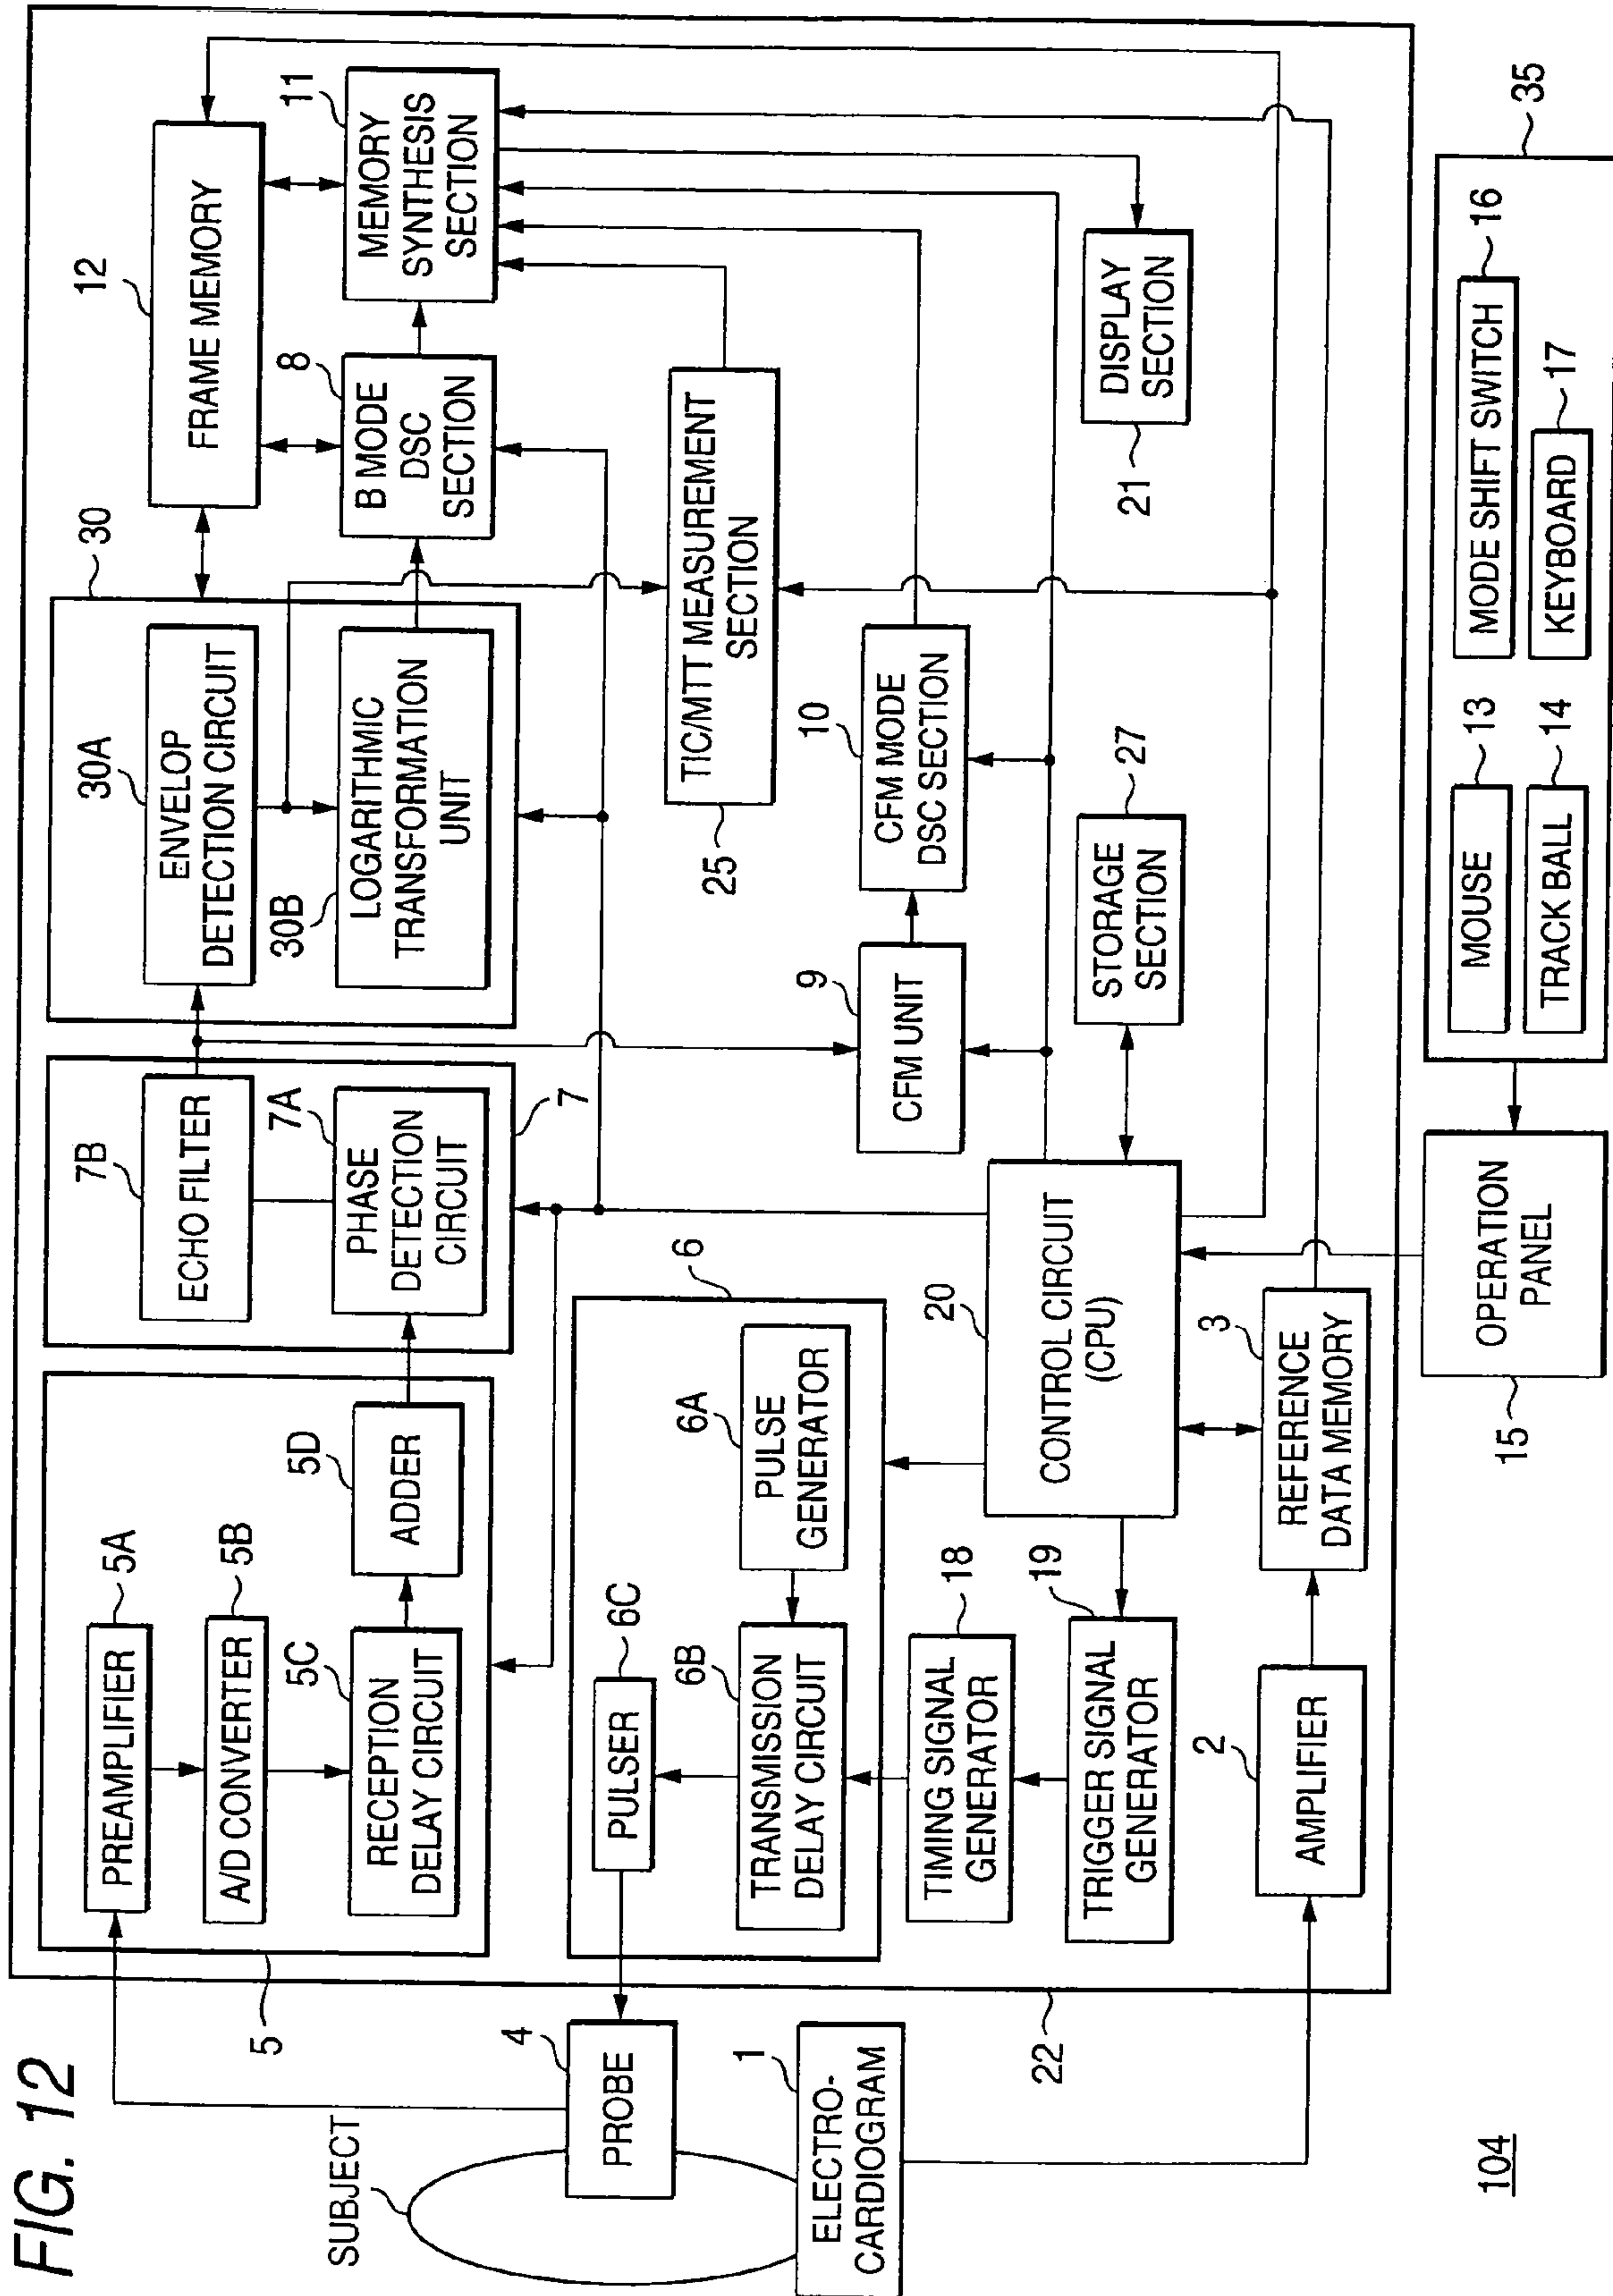 FIG. 12
SUBJECT
4
PROBE
1
ELECTRO-
CARDIOGRAM
104
22
5
PREAMPLIFIER
5A
A/D CONVERTER
5B
5C
RECEPTION
DELAY CIRCUIT
5D
ADDER
7B
ECHO FILTER
7A
PHASE
DETECTION
CIRCUIT
7
30A
ENVELOP
DETECTION CIRCUIT
30B
LOGARITHMIC
TRANSFORMATION
UNIT
30
12
FRAME MEMORY
8
B MODE
DSC
SECTION
11
MEMORY
SYNTHESIS
SECTION
6
6C
PULSER
6B
TRANSMISSION
DELAY CIRCUIT
6A
PULSE
GENERATOR
18
TIMING SIGNAL
GENERATOR
19
TRIGGER SIGNAL
GENERATOR
20
CONTROL CIRCUIT
(CPU)
9
CFM UNIT
10
CFM MODE
DSC SECTION
25
TIC/MTT MEASUREMENT
SECTION
27
STORAGE
SECTION
21
DISPLAY
SECTION
2
AMPLIFIER
3
REFERENCE
DATA MEMORY
15
OPERATION
PANEL
35
13
MOUSE
14
TRACK BALL
16
MODE SHIFT SWITCH
17
KEYBOARD